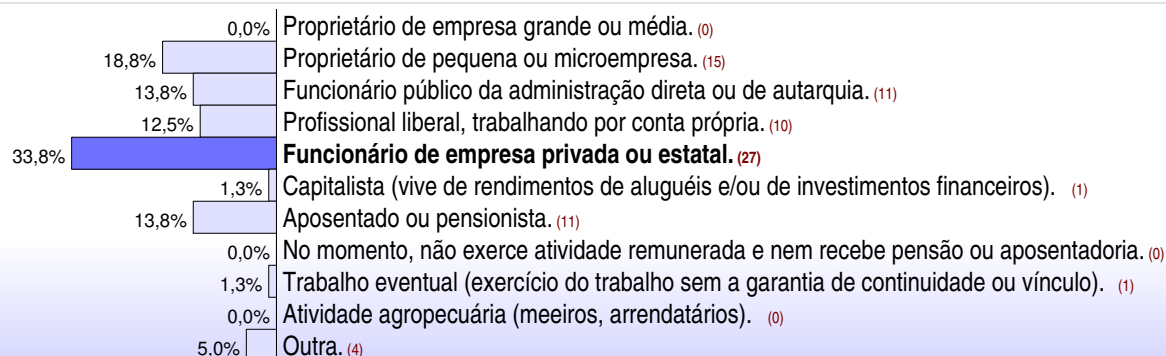 0,0% Proprietário de empresa grande ou média. (0)
18,8% Proprietário de pequena ou microempresa. (15)
13,8% Funcionário público da administração direta ou de autarquia. (11)
12,5% Profissional liberal, trabalhando por conta própria. (10)
33,8% Funcionário de empresa privada ou estatal. (27)
1,3% Capitalista (vive de rendimentos de aluguéis e/ou de investimentos financeiros). (1)
13,8% Aposentado ou pensionista. (11)
0,0% No momento, não exerce atividade remunerada e nem recebe pensão ou aposentadoria. (0)
1,3% Trabalho eventual (exercício do trabalho sem a garantia de continuidade ou vínculo). (1)
0,0% Atividade agropecuária (meeiros, arrendatários). (0)
5,0% Outra. (4)